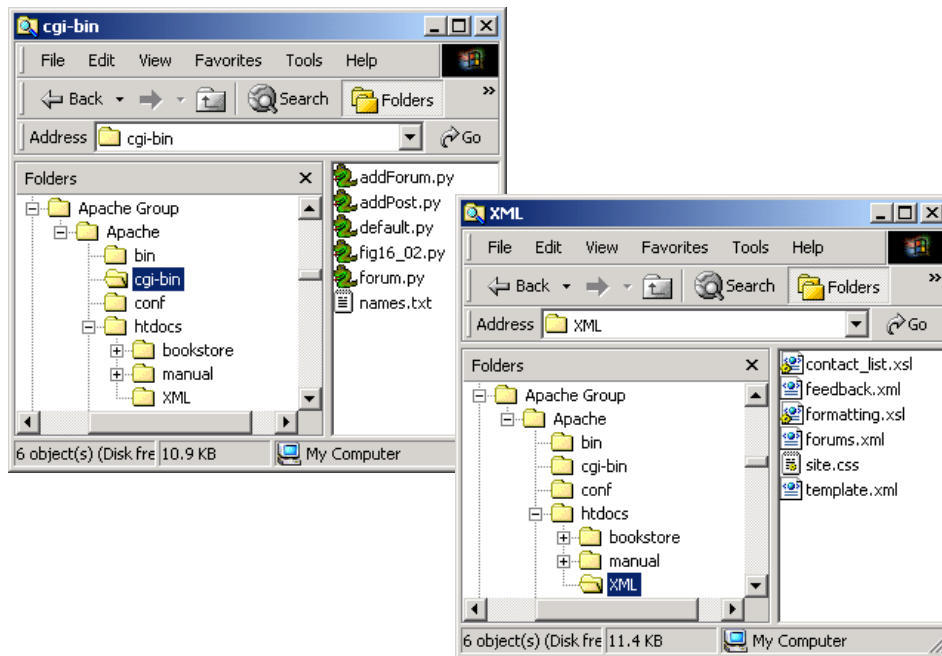 cgi-bin
File Edit View Favorites Tools Help
Back Search Folders »
Address cgi-bin Go
Folders
Apache Group
Apache
bin
cgi-bin
conf
htdocs
bookstore
manual
XML
addForum.py
addPost.py
default.py
fig16_02.py
forum.py
names.txt
6 object(s) (Disk fre 10.9 KB My Computer
XML
File Edit View Favorites Tools Help
Back Search Folders »
Address XML Go
Folders
Apache Group
Apache
bin
cgi-bin
conf
htdocs
bookstore
manual
XML
contact_list.xsl
feedback.xml
formatting.xsl
forums.xml
site.css
template.xml
6 object(s) (Disk fre 11.4 KB My Computer